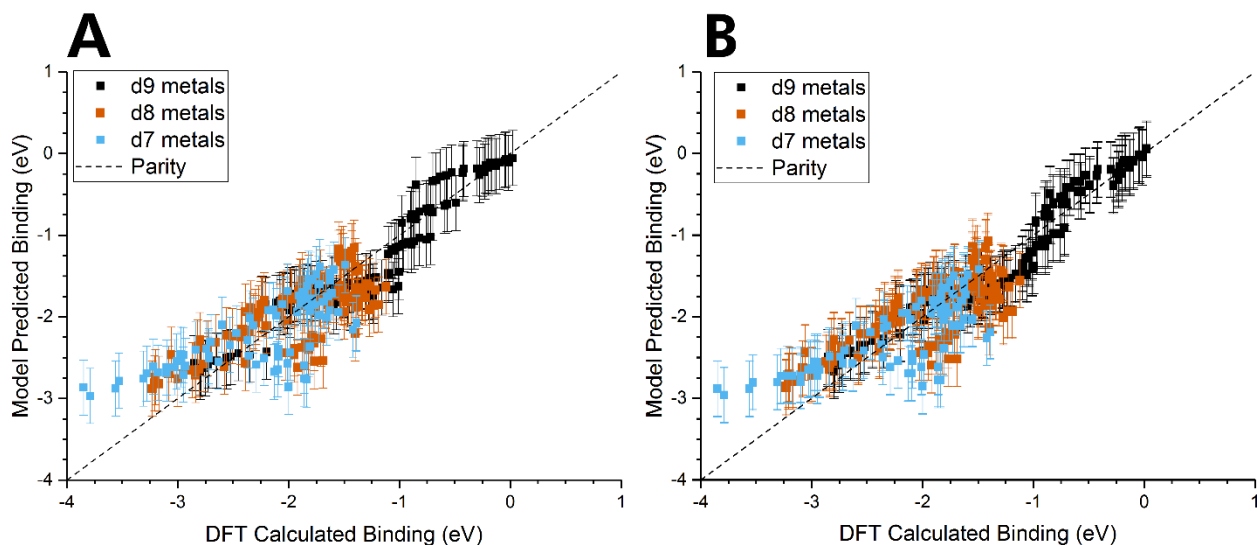 A
d9 metals
d8 metals
d7 metals
Parity
Model Predicted Binding (eV)
1
0
-1
-2
-3
-4
-4 -3 -2 -1 0 1
DFT Calculated Binding (eV)
B
d9 metals
d8 metals
d7 metals
Parity
Model Predicted Binding (eV)
1
0
-1
-2
-3
-4
-4 -3 -2 -1 0 1
DFT Calculated Binding (eV)